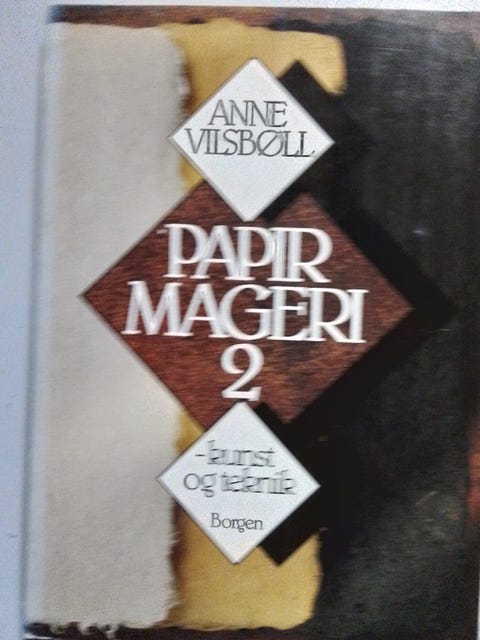 ANNE
VILSBØLL
PAPIR
MAGERI
2
-kunst
og teknik
Borgen